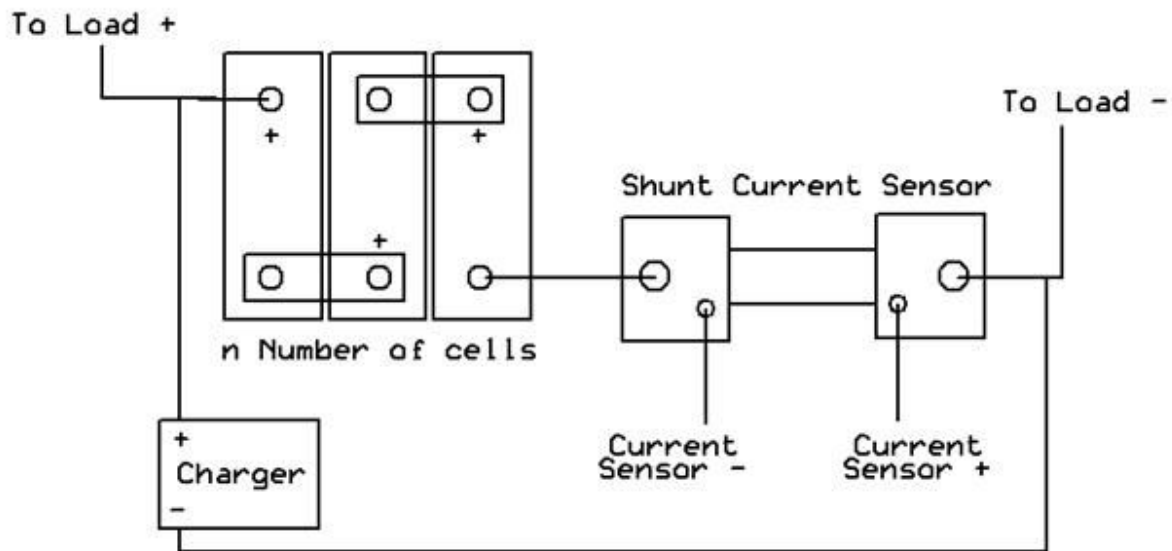 To Load +
To Load -
+
+
+
Shunt Current Sensor
n Number of cells
+
Charger
-
Current
Sensor -
Current
Sensor +